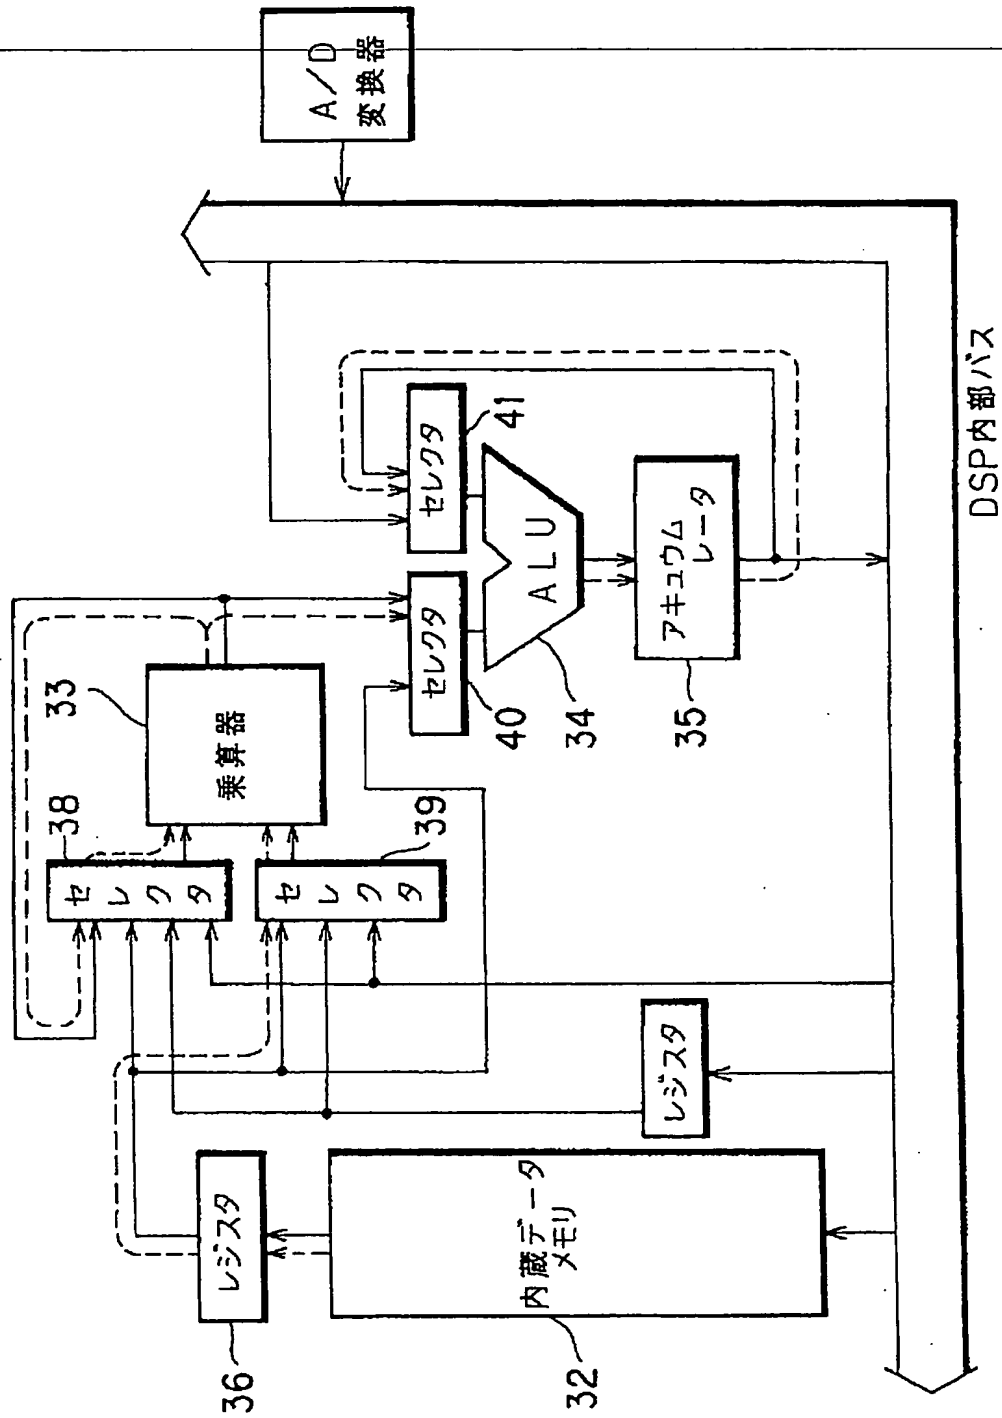 A/D
変換器
33
乗算器
38
セレクタ
39
セレクタ
セレクタ
40
セレクタ
41
ALU
34
アキュウム
レータ
35
レジスタ
36
内蔵データ
メモリ
32
レジスタ
DSP内部バス